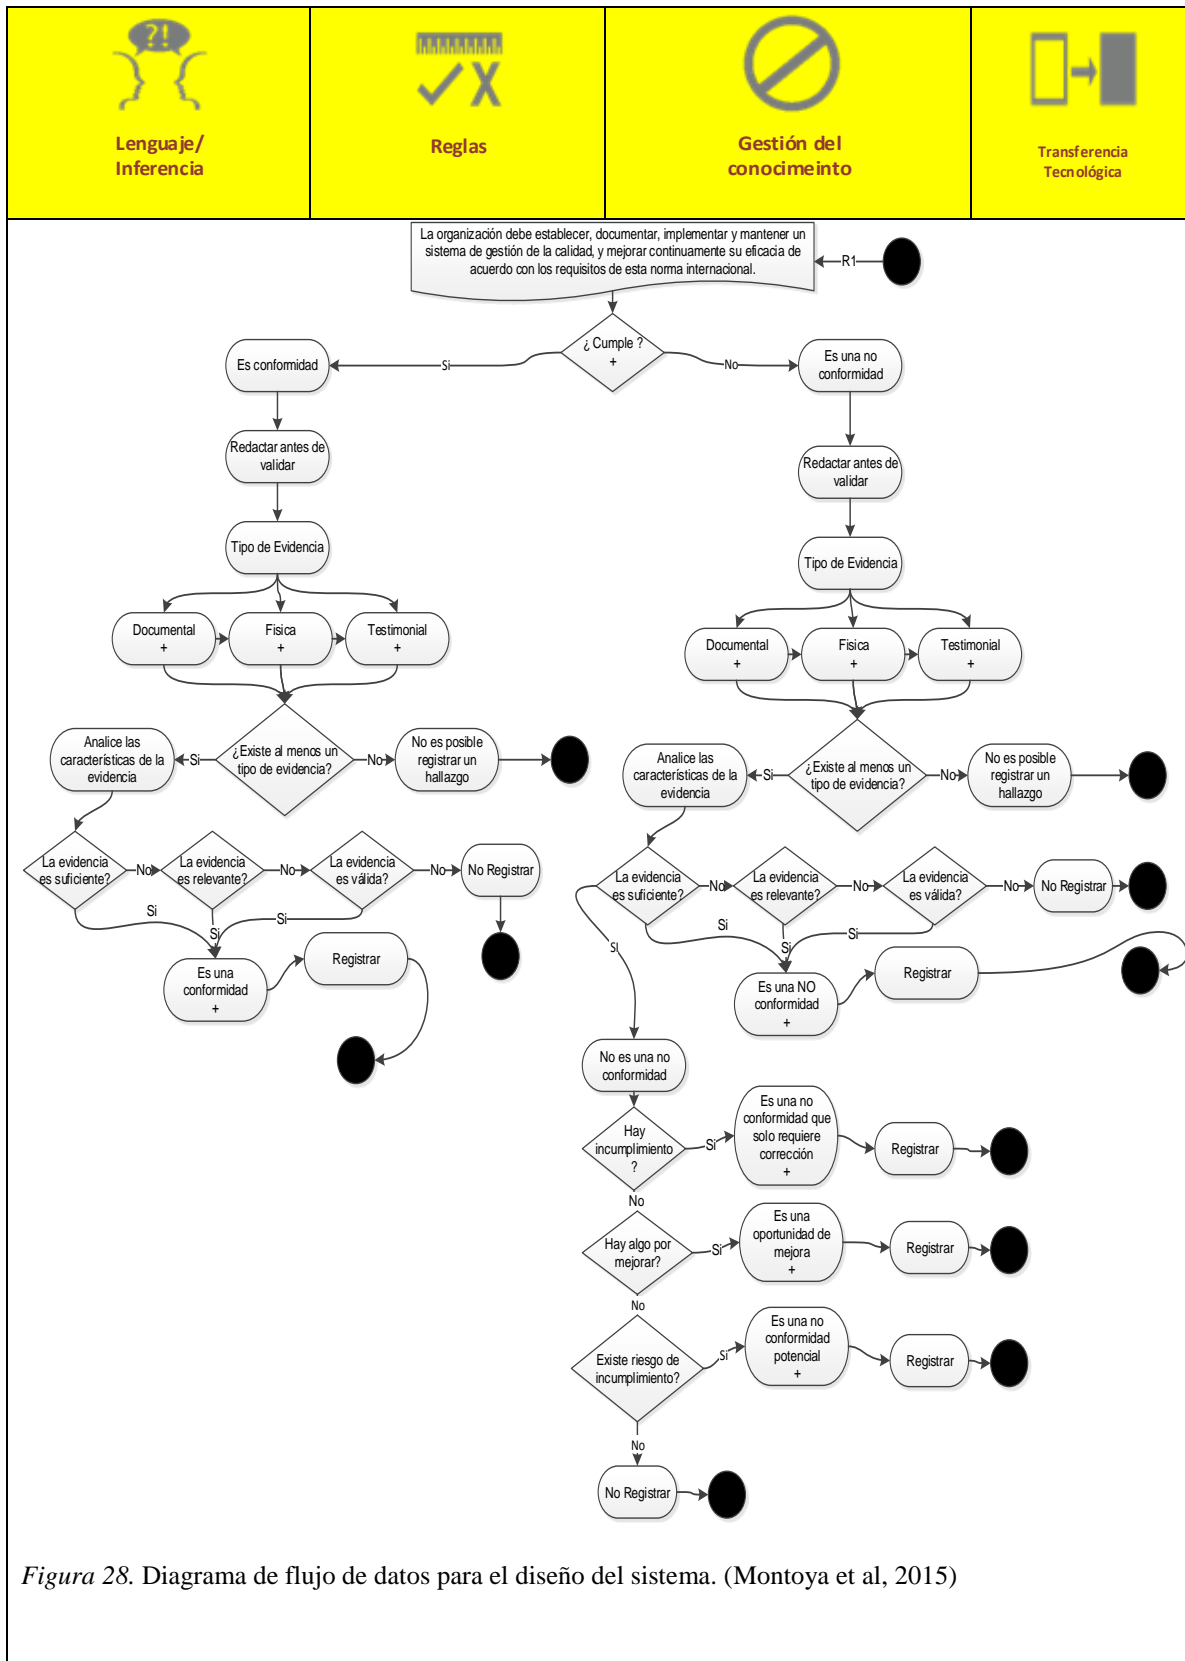 ?!
Lenguaje/
Inferencia
Reglas
Gestión del
conocimeinto
Transferencia
Tecnológica
La organización debe establecer, documentar, implementar y mantener un
sistema de gestión de la calidad, y mejorar continuamente su eficacia de
acuerdo con los requisitos de esta norma internacional.
R1
¿ Cumple ?
+
Si
No
Es conformidad
Redactar antes de
validar
Tipo de Evidencia
Documental
+
Fisica
+
Testimonial
+
¿Existe al menos un
tipo de evidencia?
Si
No
Analice las
características de la
evidencia
No es posible
registrar un
hallazgo
La evidencia
es suficiente?
No
La evidencia
es relevante?
No
La evidencia
es válida?
No
No Registrar
Si
Si
Si
Es una
conformidad
+
Registrar
Es una no
conformidad
Redactar antes de
validar
Tipo de Evidencia
Documental
+
Fisica
+
Testimonial
+
¿Existe al menos un
tipo de evidencia?
Si
No
Analice las
características de la
evidencia
No es posible
registrar un
hallazgo
La evidencia
es suficiente?
No
La evidencia
es relevante?
No
La evidencia
es válida?
No
No Registrar
Si
Si
Si
SI
Es una NO
conformidad
+
Registrar
No es una no
conformidad
Hay
incumplimiento
?
Si
Es una no
conformidad que
solo requiere
corrección
+
Registrar
No
Hay algo por
mejorar?
Si
Es una
oportunidad de
mejora
+
Registrar
No
Existe riesgo de
incumplimiento?
Si
Es una no
conformidad
potencial
+
Registrar
No
No Registrar
Figura 28. Diagrama de flujo de datos para el diseño del sistema. (Montoya et al, 2015)